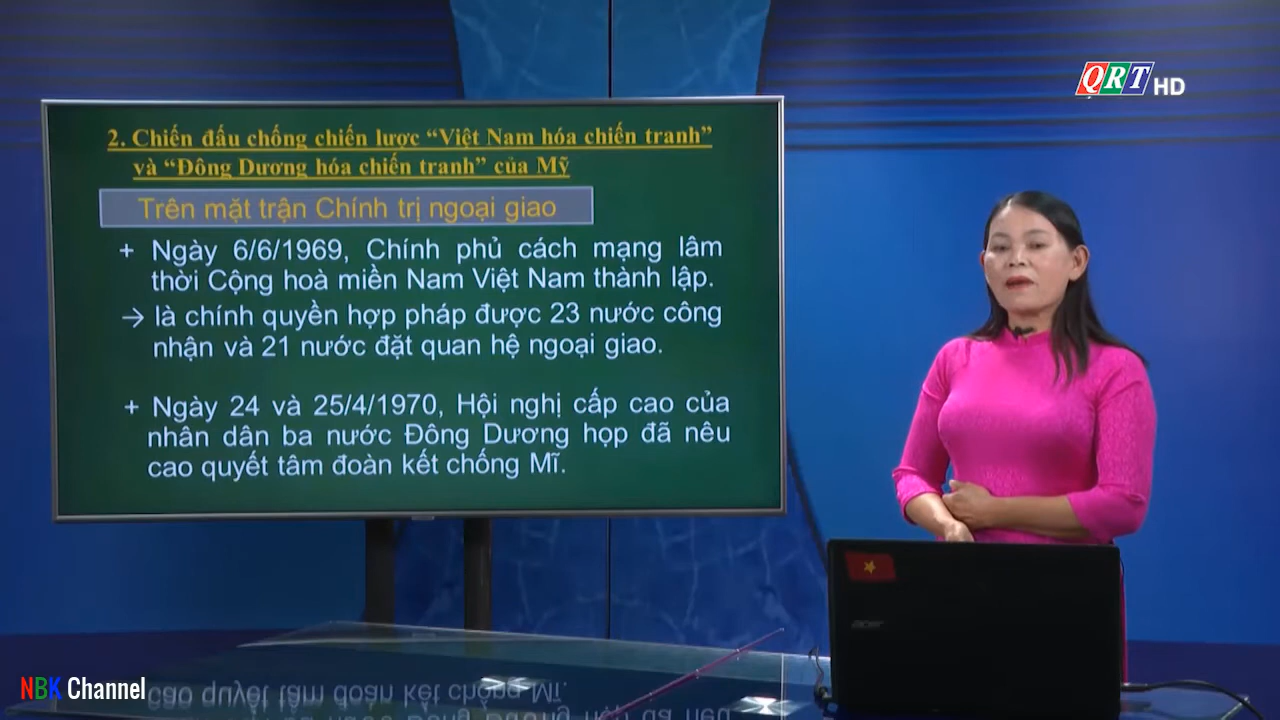 QRT HD
2. Chiến đấu chống chiến lược “Việt Nam hóa chiến tranh”
và “Đông Dương hóa chiến tranh” của Mỹ
Trên mặt trận Chính trị ngoại giao
+ Ngày 6/6/1969, Chính phủ cách mạng lâm
thời Cộng hoà miền Nam Việt Nam thành lập.
→ là chính quyền hợp pháp được 23 nước công
nhận và 21 nước đặt quan hệ ngoại giao.
+ Ngày 24 và 25/4/1970, Hội nghị cấp cao của
nhân dân ba nước Đông Dương họp đã nêu
cao quyết tâm đoàn kết chống Mĩ.
acer
NBK Channel